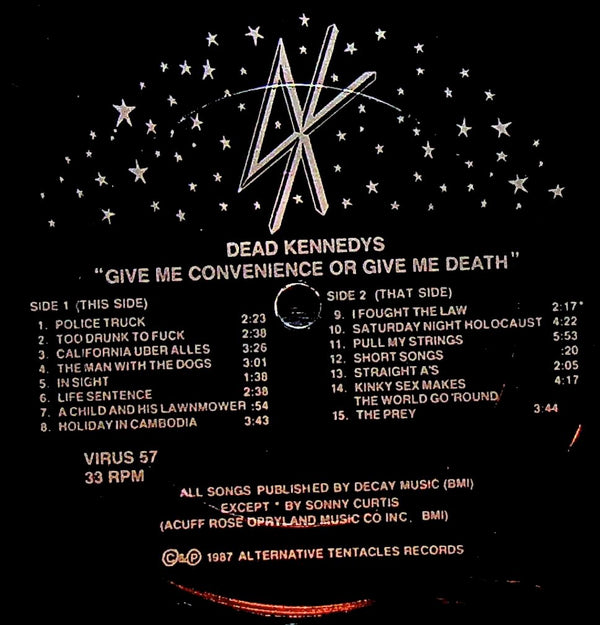 DK
DEAD KENNEDYS
"GIVE ME CONVENIENCE OR GIVE ME DEATH"
SIDE 1 (THIS SIDE)
1. POLICE TRUCK 2:23
2. TOO DRUNK TO FUCK 2:38
3. CALIFORNIA UBER ALLES 3:26
4. THE MAN WITH THE DOGS 3:01
5. IN SIGHT 1:38
6. LIFE SENTENCE 2:38
7. A CHILD AND HIS LAWNMOWER :54
8. HOLIDAY IN CAMBODIA 3:43
SIDE 2 (THAT SIDE)
9. I FOUGHT THE LAW 2:17*
10. SATURDAY NIGHT HOLOCAUST 4:22
11. PULL MY STRINGS 5:53
12. SHORT SONGS :20
13. STRAIGHT A'S 2:05
14. KINKY SEX MAKES 4:17
THE WORLD GO 'ROUND
15. THE PREY 3:44
VIRUS 57
33 RPM
ALL SONGS PUBLISHED BY DECAY MUSIC (BMI)
EXCEPT * BY SONNY CURTIS
(ACUFF ROSE OPRYLAND MUSIC CO INC. BMI)
©&℗ 1987 ALTERNATIVE TENTACLES RECORDS